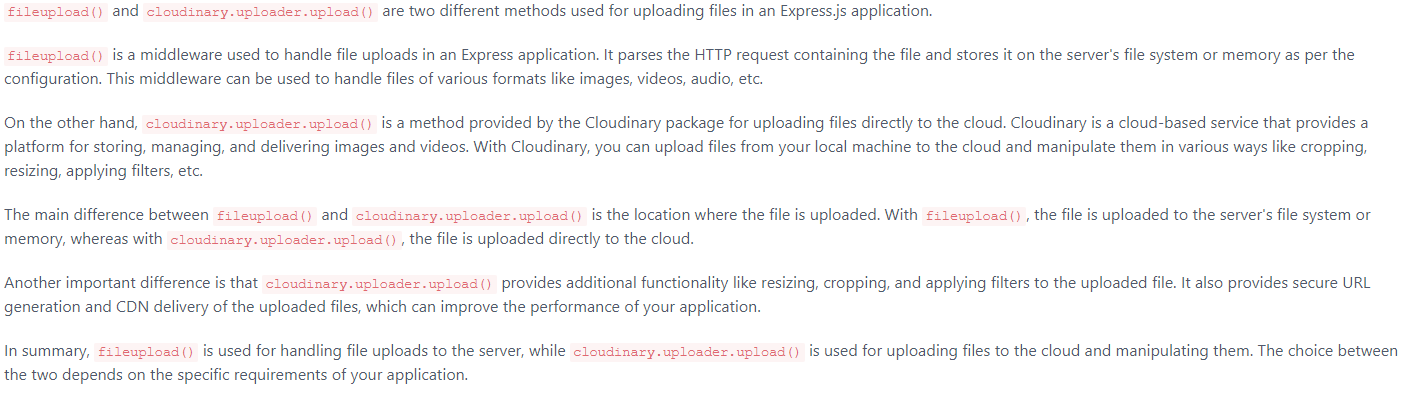 fileupload() and cloudinary.uploader.upload() are two different methods used for uploading files in an Express.js application.
fileupload() is a middleware used to handle file uploads in an Express application. It parses the HTTP request containing the file and stores it on the server's file system or memory as per the
configuration. This middleware can be used to handle files of various formats like images, videos, audio, etc.
On the other hand, cloudinary.uploader.upload() is a method provided by the Cloudinary package for uploading files directly to the cloud. Cloudinary is a cloud-based service that provides a
platform for storing, managing, and delivering images and videos. With Cloudinary, you can upload files from your local machine to the cloud and manipulate them in various ways like cropping,
resizing, applying filters, etc.
The main difference between fileupload() and cloudinary.uploader.upload() is the location where the file is uploaded. With fileupload(), the file is uploaded to the server's file system or
memory, whereas with cloudinary.uploader.upload(), the file is uploaded directly to the cloud.
Another important difference is that cloudinary.uploader.upload() provides additional functionality like resizing, cropping, and applying filters to the uploaded file. It also provides secure URL
generation and CDN delivery of the uploaded files, which can improve the performance of your application.
In summary, fileupload() is used for handling file uploads to the server, while cloudinary.uploader.upload() is used for uploading files to the cloud and manipulating them. The choice between
the two depends on the specific requirements of your application.